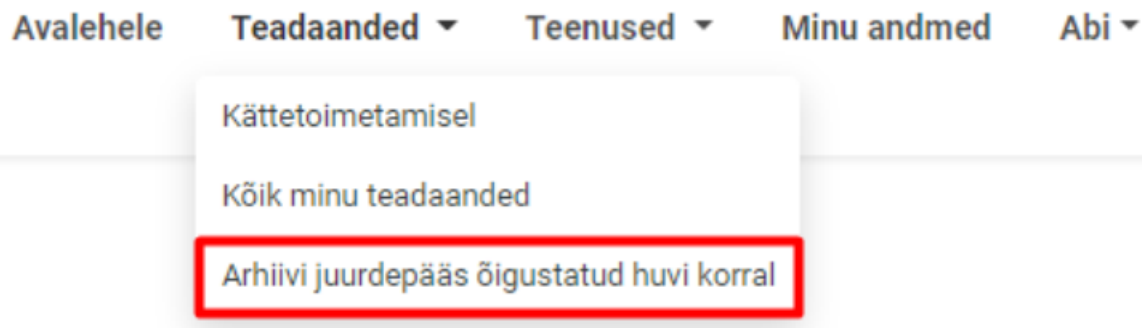 Avalehele Teadaanded Teenused Minu andmed Abi
Kättetoimetamisel
Kõik minu teadaanded
Arhiivi juurdepääs õigustatud huvi korral